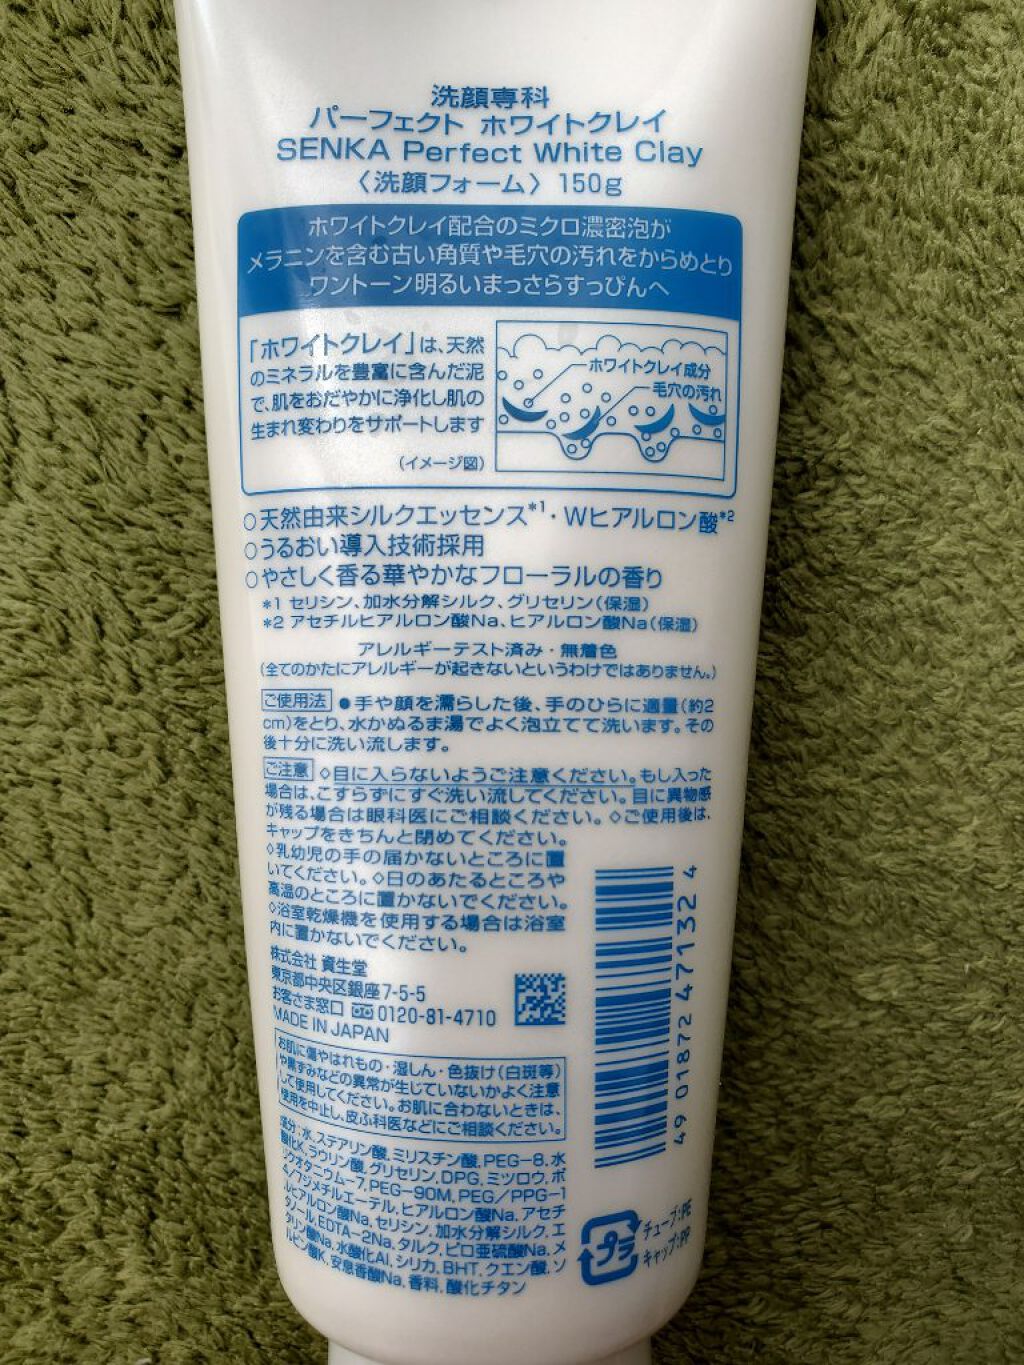 洗顔専科
パーフェクト ホワイトクレイ
SENKA Perfect White Clay
〈洗顔フォーム〉 150g
ホワイトクレイ配合のミクロ濃密泡が
メラニンを含む古い角質や毛穴の汚れをからめとり
ワントーン明るいまっさらすっぴんへ
「ホワイトクレイ」は、天然
のミネラルを豊富に含んだ泥
で、肌をおだやかに浄化し肌の
生まれ変わりをサポートします
(イメージ図)
ホワイトクレイ成分
毛穴の汚れ
○天然由来シルクエッセンス*1・Wヒアルロン酸*2
○うるおい導入技術採用
○やさしく香る華やかなフローラルの香り
*1 セリシン、加水分解シルク、グリセリン(保湿)
*2 アセチルヒアルロン酸Na、ヒアルロン酸Na(保湿)
アレルギーテスト済み・無着色
(全てのかたにアレルギーが起きないというわけではありません。)
ご使用法 ●手や顔を濡らした後、手のひらに適量(約2
cm)をとり、水かぬるま湯でよく泡立てて洗います。その
後十分に洗い流します。
ご注意 ◇目に入らないようご注意ください。もし入った
場合は、こすらずにすぐ洗い流してください。目に異物感
が残る場合は眼科医にご相談ください。◇ご使用後は、
キャップをきちんと閉めてください。
◇乳幼児の手の届かないところに置
いてください。◇日のあたるところや
高温のところに置かないでください。
◇浴室乾燥機を使用する場合は浴室
内に置かないでください。
株式会社 資生堂
東京都中央区銀座7-5-5
お客さま窓口 0120-81-4710
MADE IN JAPAN
お肌に傷やはれもの・湿しん・色抜け(白斑等)
や黒ずみなどの異常が生じていないかよく注意
して使用してください。お肌に合わないときは、
使用を中止し、皮ふ科医などにご相談ください。
成分:水、ステアリン酸、ミリスチン酸、PEG-8、水
酸化K、ラウリン酸、グリセリン、DPG、ミツロウ、ポ
リクオタニウム-7、PEG-90M、PEG/PPG-1
4/7ジメチルエーテル、ヒアルロン酸Na、アセチ
ルヒアルロン酸Na、セリシン、加水分解シルク、エ
タノール、EDTA-2Na、タルク、ピロ亜硫酸Na、メ
タリン酸Na、水酸化Al、シリカ、BHT、クエン酸、ソ
ルビン酸K、安息香酸Na、香料、酸化チタン
4 901872 471324
プラ
チューブ:PE
キャップ:PP